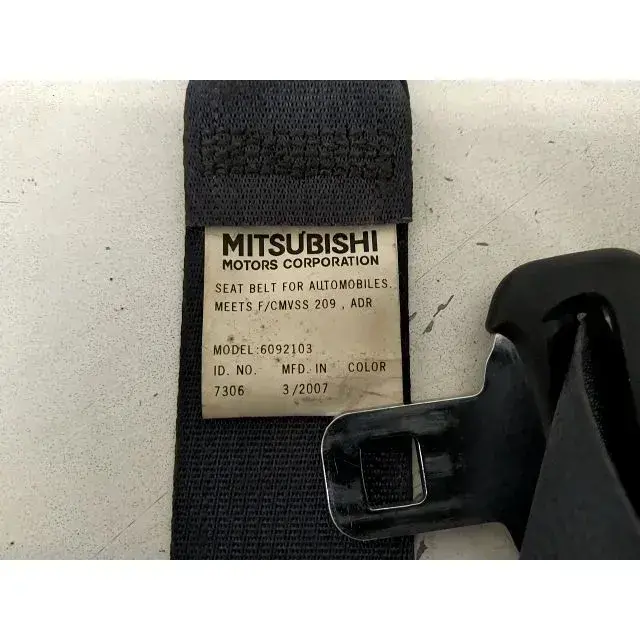 MITSUBISHI
MOTORS CORPORATION
SEAT BELT FOR AUTOMOBILES.
MEETS F/CMVSS 209 , ADR
MODEL:6092103
ID. NO. MFD. IN COLOR
7306 3/2007